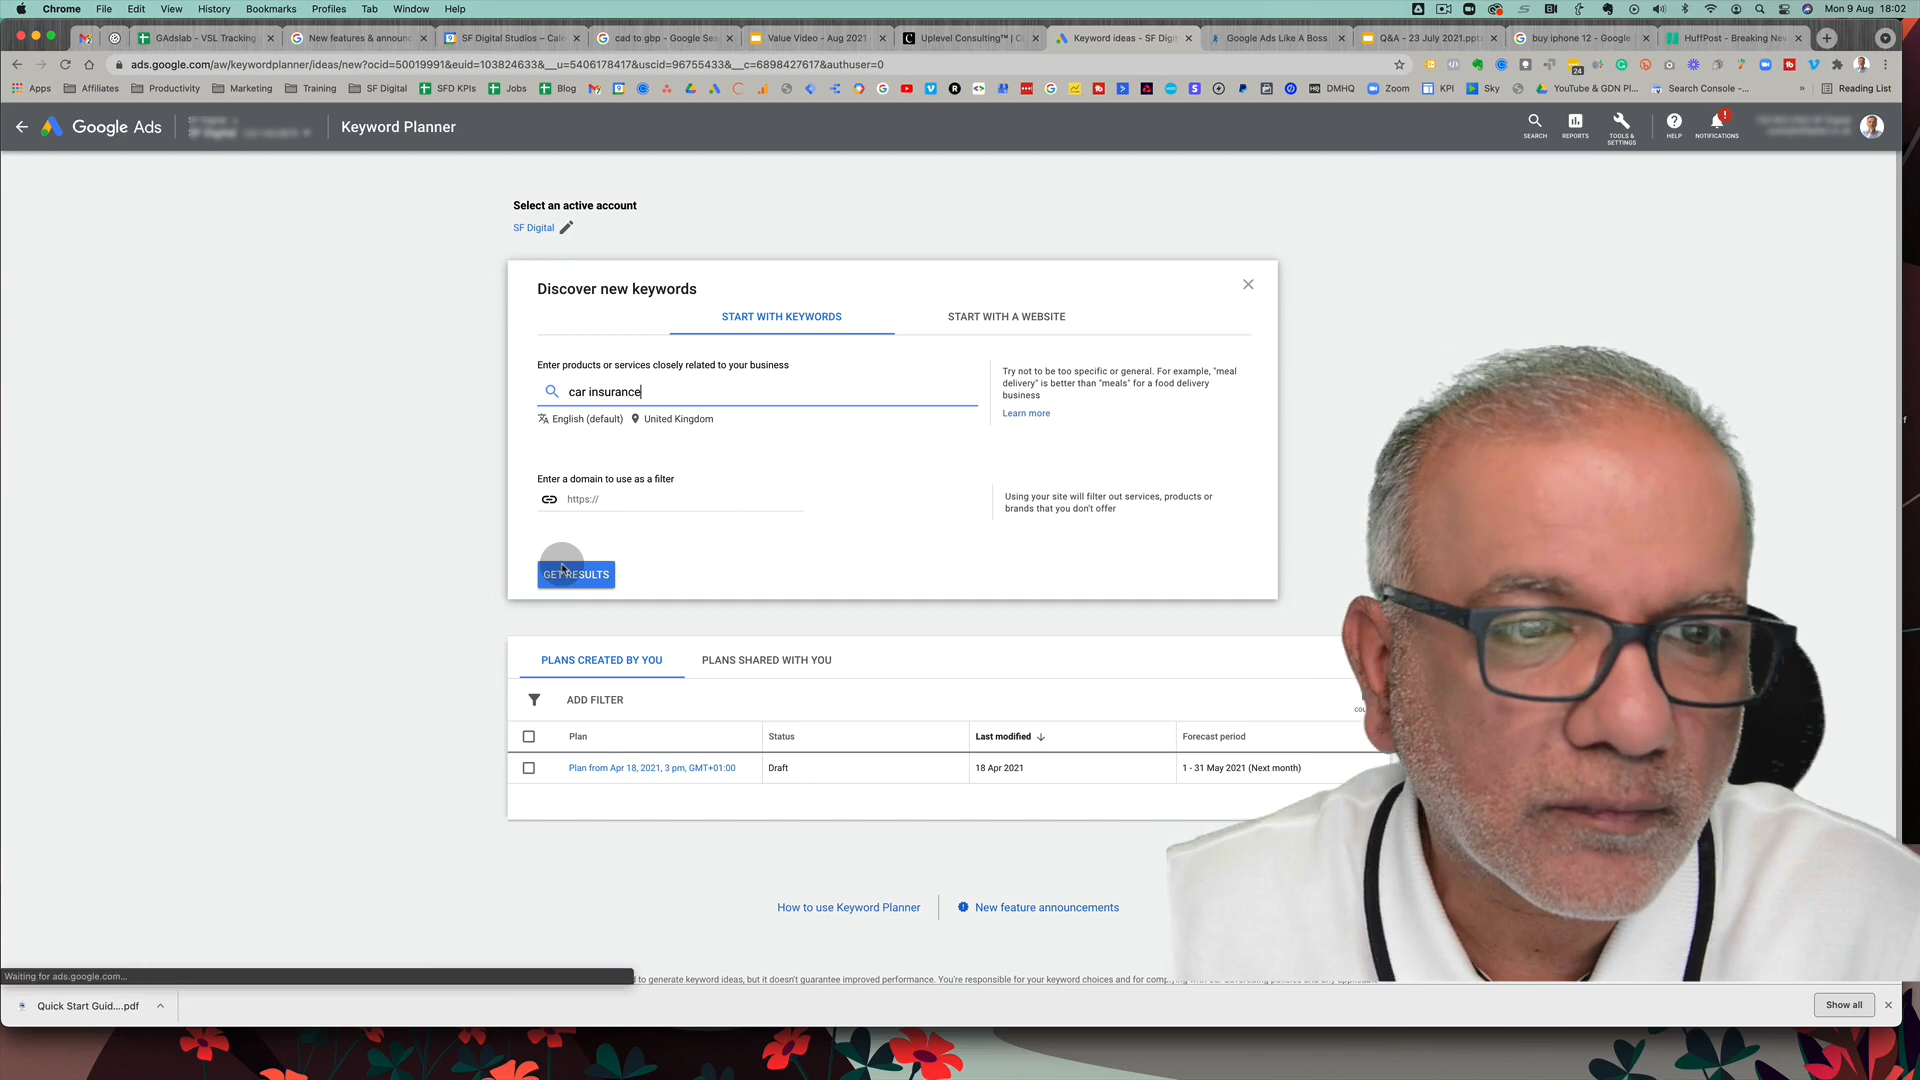 Chrome File Edit View History Bookmarks Profiles Tab Window Help Mon 9 Aug 18:02
GAdslab - VSL Tracking New features & announc SF Digital Studios – Cale cad to gbp - Google Sea Value Video - Aug 2021 Uplevel Consulting™ | C Keyword ideas - SF Digit Google Ads Like A Boss Q&A - 23 July 2021.ppt buy iphone 12 - Google HuffPost - Breaking Nev
ads.google.com/aw/keywordplanner/ideas/new?ocid=50019991&euid=103824633&__u=5406178417&uscid=96755433&__c=6898427617&authuser=0
24
Apps Affiliates Productivity Marketing Training SF Digital SFD KPIs Jobs Blog DMHQ Zoom KPI Sky YouTube & GDN Pl... Search Console -... » Reading List
Google Ads Keyword Planner
SEARCH REPORTS TOOLS & SETTINGS HELP NOTIFICATIONS
Select an active account
SF Digital
Discover new keywords
START WITH KEYWORDS START WITH A WEBSITE
Enter products or services closely related to your business
car insurance
English (default) United Kingdom
Try not to be too specific or general. For example, "meal
delivery" is better than "meals" for a food delivery
business
Learn more
Enter a domain to use as a filter
https://
Using your site will filter out services, products or
brands that you don't offer
GET RESULTS
PLANS CREATED BY YOU PLANS SHARED WITH YOU
ADD FILTER
Plan Status Last modified Forecast period
Plan from Apr 18, 2021, 3 pm, GMT+01:00 Draft 18 Apr 2021 1 - 31 May 2021 (Next month)
How to use Keyword Planner New feature announcements
Waiting for ads.google.com...
to generate keyword ideas, but it doesn't guarantee improved performance. You're responsible for your keyword choices and for
Quick Start Guid....pdf Show all